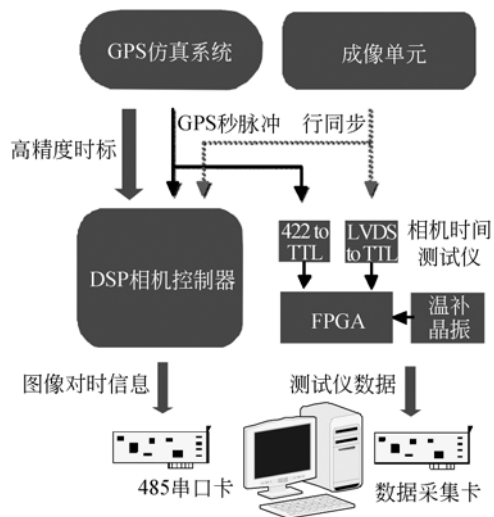 GPS仿真系统
成像单元
GPS秒脉冲
行同步
高精度时标
422 to
TTL
LVDS
to TTL
相机时间
测试仪
DSP相机控制器
FPGA
温补
晶振
图像对时信息
测试仪数据
485串口卡
数据采集卡